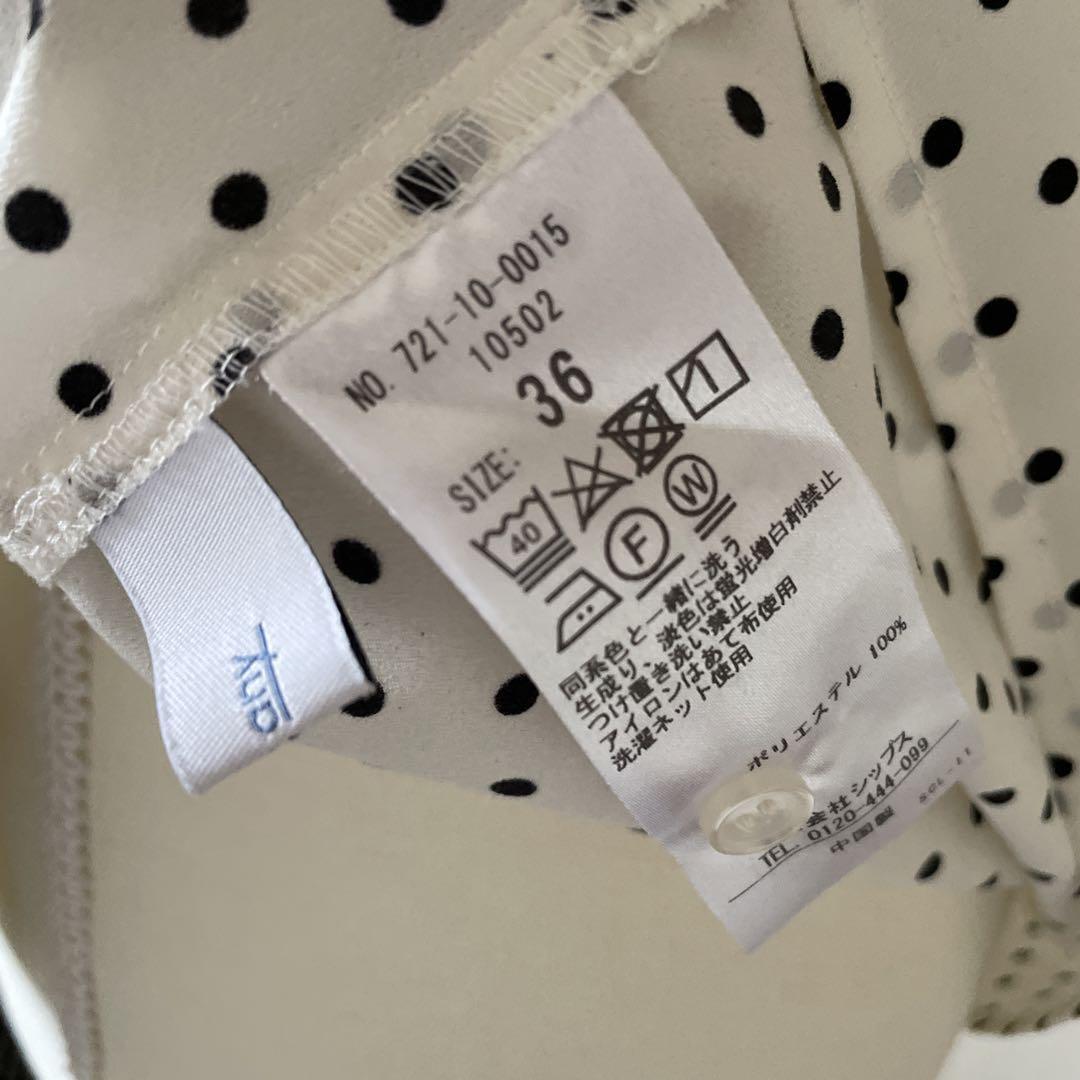 NO. 721-10-0015
10502
SIZE: 36
40
F
W
同系色と一緒に洗う
生成り、淡色は蛍光増白剤禁止
つけ置き洗い禁止
アイロンはあて布使用
洗濯ネット使用
ポリエステル 100%
会社シップス
TEL. 0120-444-099
中国製